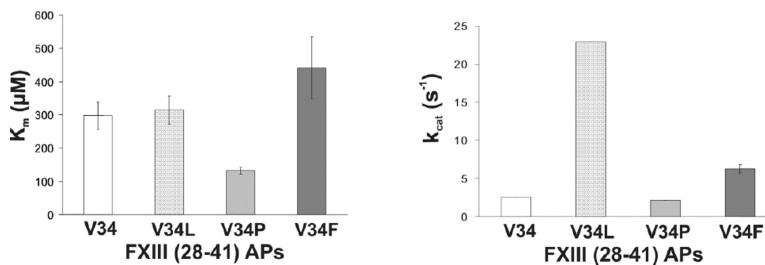 600
500
400
300
200
100
0
Km (μM)
V34 V34L V34P V34F
FXIII (28-41) APs
25
20
15
10
5
0
kcat (s-1)
V34 V34L V34P V34F
FXIII (28-41) APs